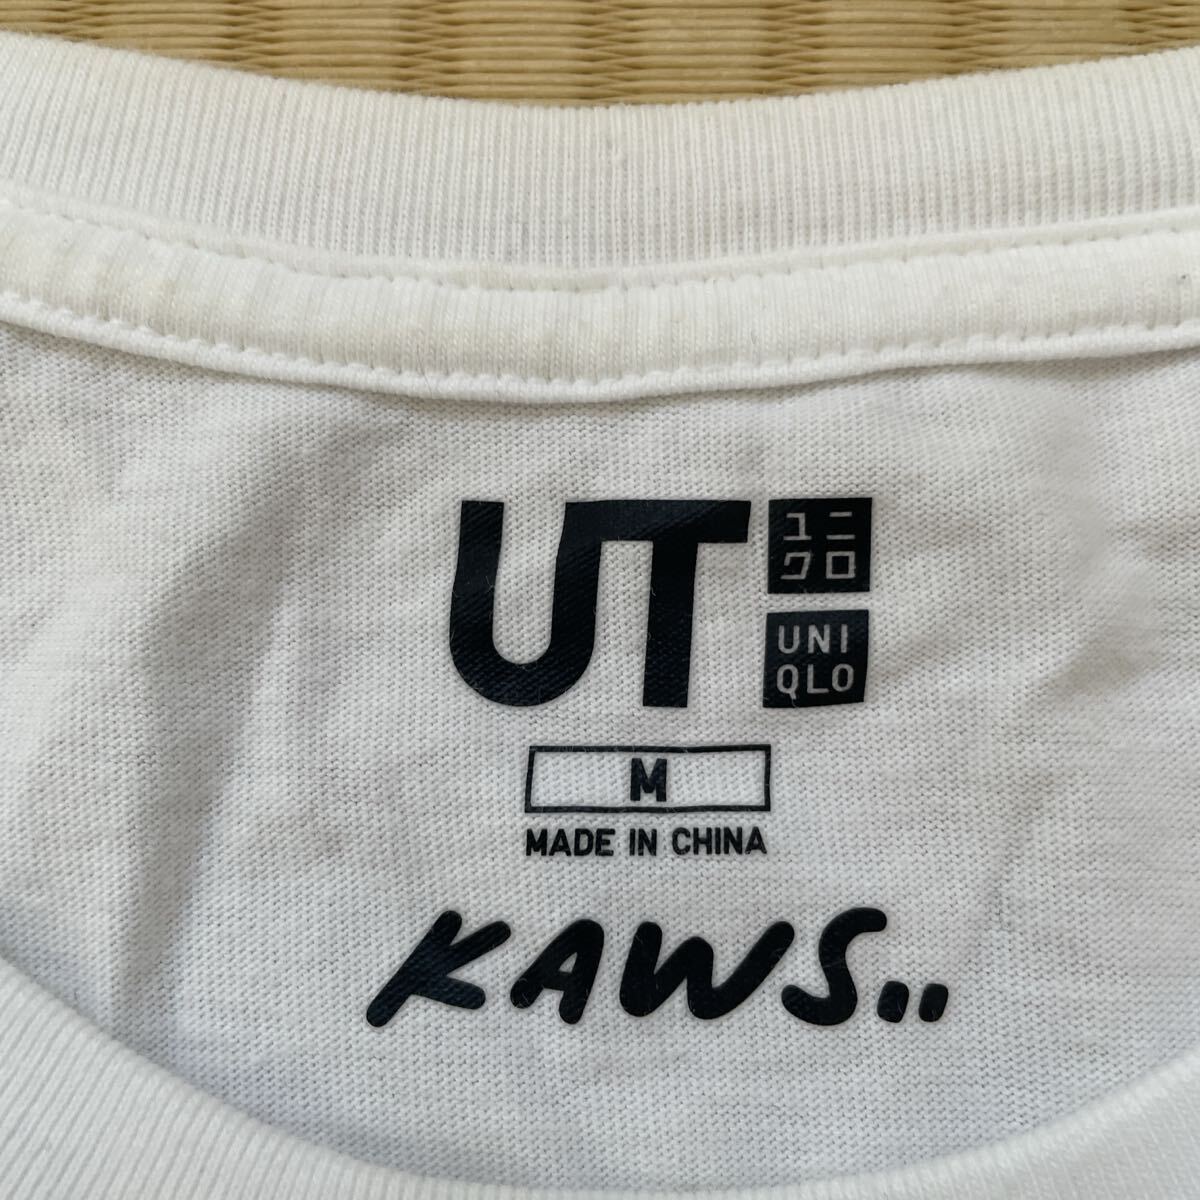 UT
ユニ
クロ
UNI
QLO
M
MADE IN CHINA
KAWS..